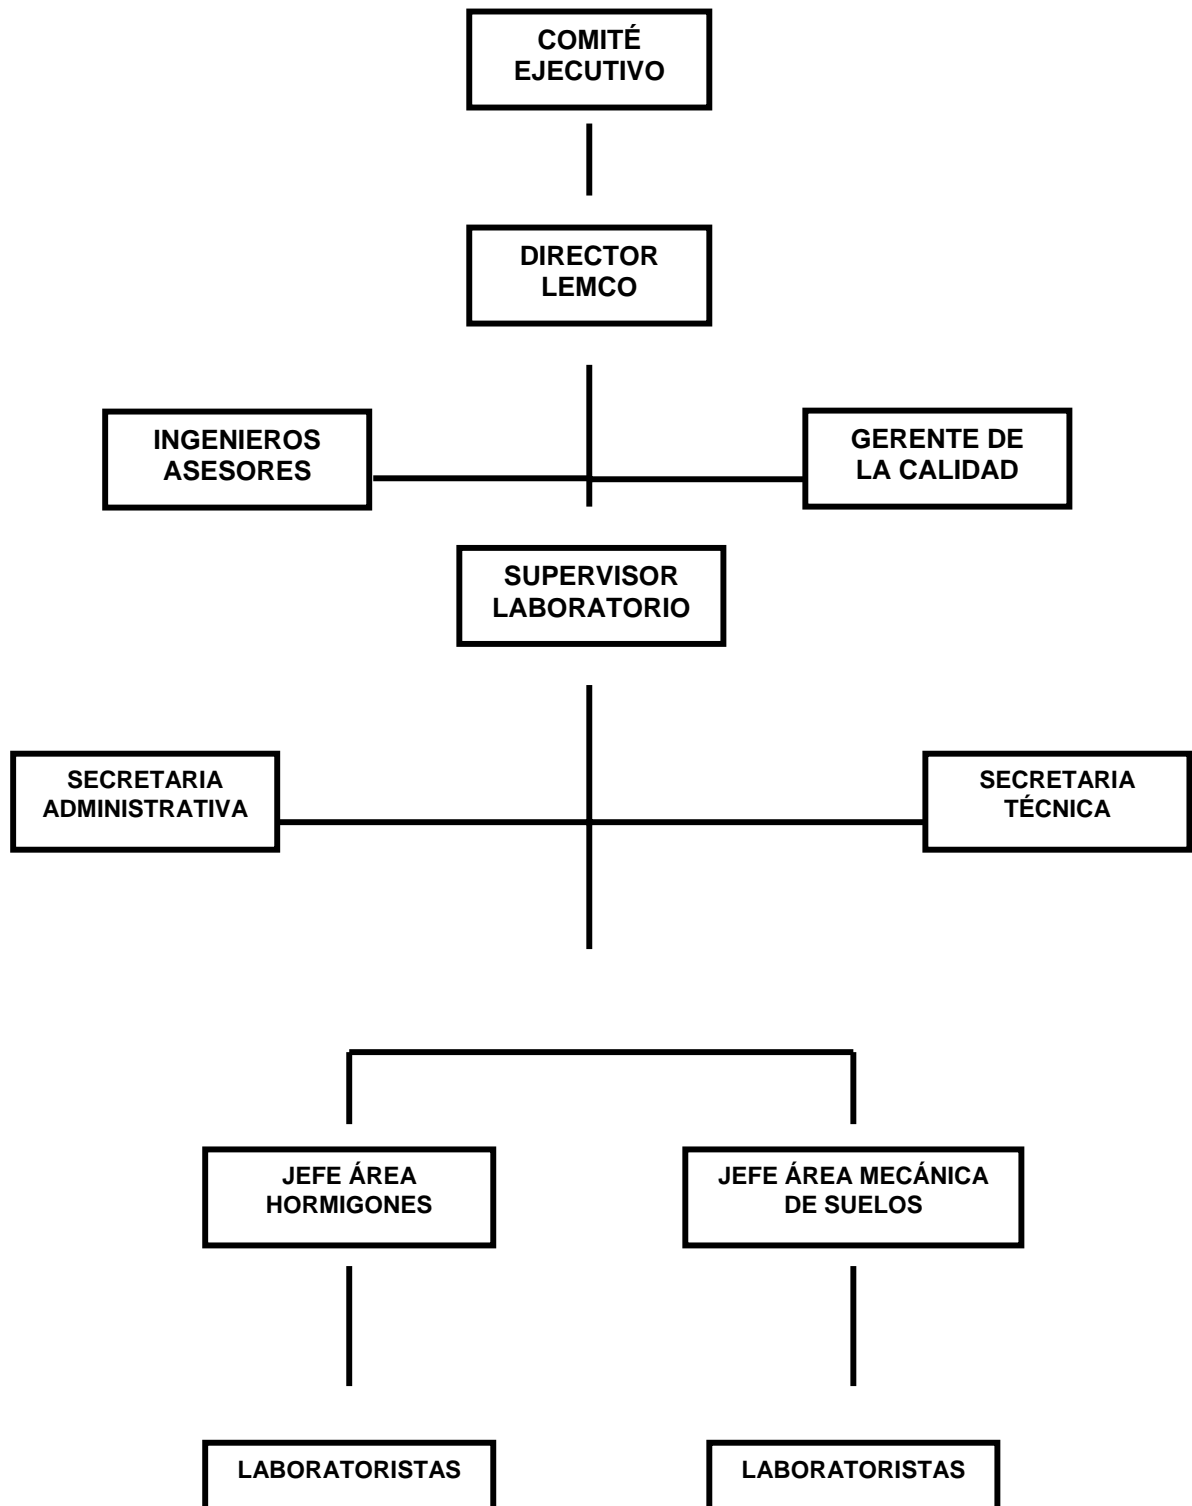 COMITÉ
EJECUTIVO
DIRECTOR
LEMCO
INGENIEROS
ASESORES
GERENTE DE
LA CALIDAD
SUPERVISOR
LABORATORIO
SECRETARIA
ADMINISTRATIVA
SECRETARIA
TÉCNICA
JEFE ÁREA
HORMIGONES
JEFE ÁREA MECÁNICA
DE SUELOS
LABORATORISTAS
LABORATORISTAS